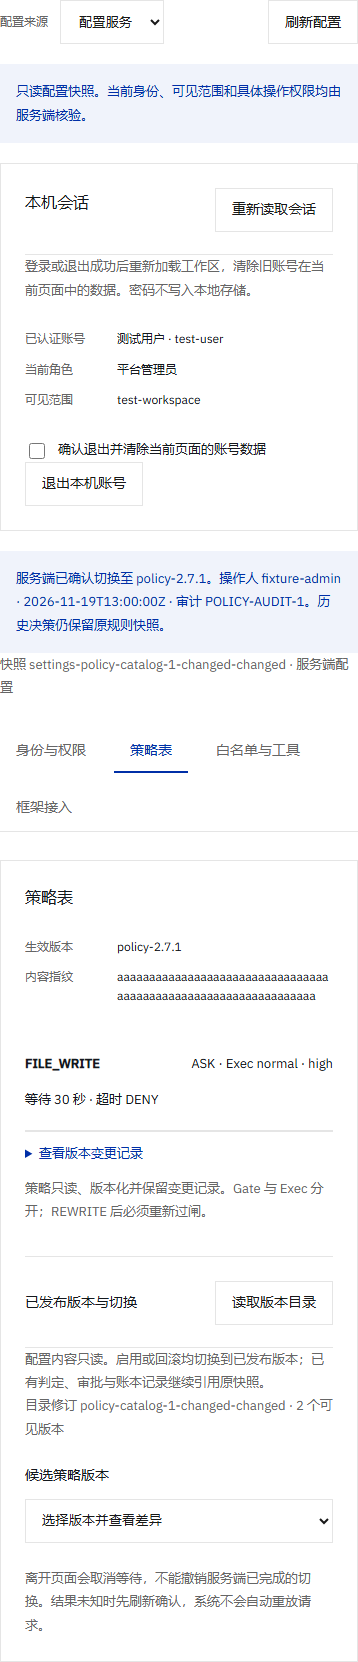 配置来源 配置服务 刷新配置
只读配置快照。当前身份、可见范围和具体操作权限均由
服务端核验。
本机会话 重新读取会话
登录或退出成功后重新加载工作区，清除旧账号在当
前页面中的数据。密码不写入本地存储。
已认证账号 测试用户 · test-user
当前角色 平台管理员
可见范围 test-workspace
确认退出并清除当前页面的账号数据
退出本机账号
服务端已确认切换至 policy-2.7.1。操作人 fixture-admin
· 2026-11-19T13:00:00Z · 审计 POLICY-AUDIT-1。历
史决策仍保留原规则快照。
快照 settings-policy-catalog-1-changed-changed · 服务端配
置
身份与权限 策略表 白名单与工具
框架接入
策略表
生效版本 policy-2.7.1
内容指纹 aaaaaaaaaaaaaaaaaaaaaaaaaaaaaaaaa
aaaaaaaaaaaaaaaaaaaaaaaaaaaaaaa
FILE_WRITE ASK · Exec normal · high
等待 30 秒 · 超时 DENY
查看版本变更记录
策略只读、版本化并保留变更记录。Gate 与 Exec 分
开；REWRITE 后必须重新过闸。
已发布版本与切换 读取版本目录
配置内容只读。启用或回滚均切换到已发布版本；已
有判定、审批与账本记录继续引用原快照。
目录修订 policy-catalog-1-changed-changed · 2 个可
见版本
候选策略版本
选择版本并查看差异
离开页面会取消等待，不能撤销服务端已完成的切
换。结果未知时先刷新确认，系统不会自动重放请
求。